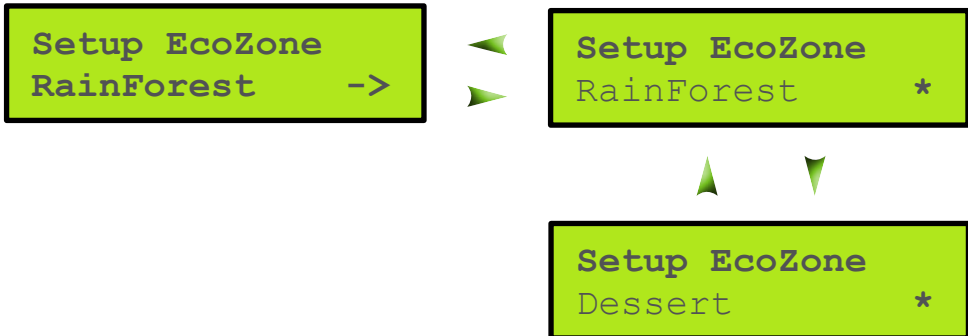 Setup EcoZone
RainForest ->
Setup EcoZone
RainForest *
Setup EcoZone
Dessert *